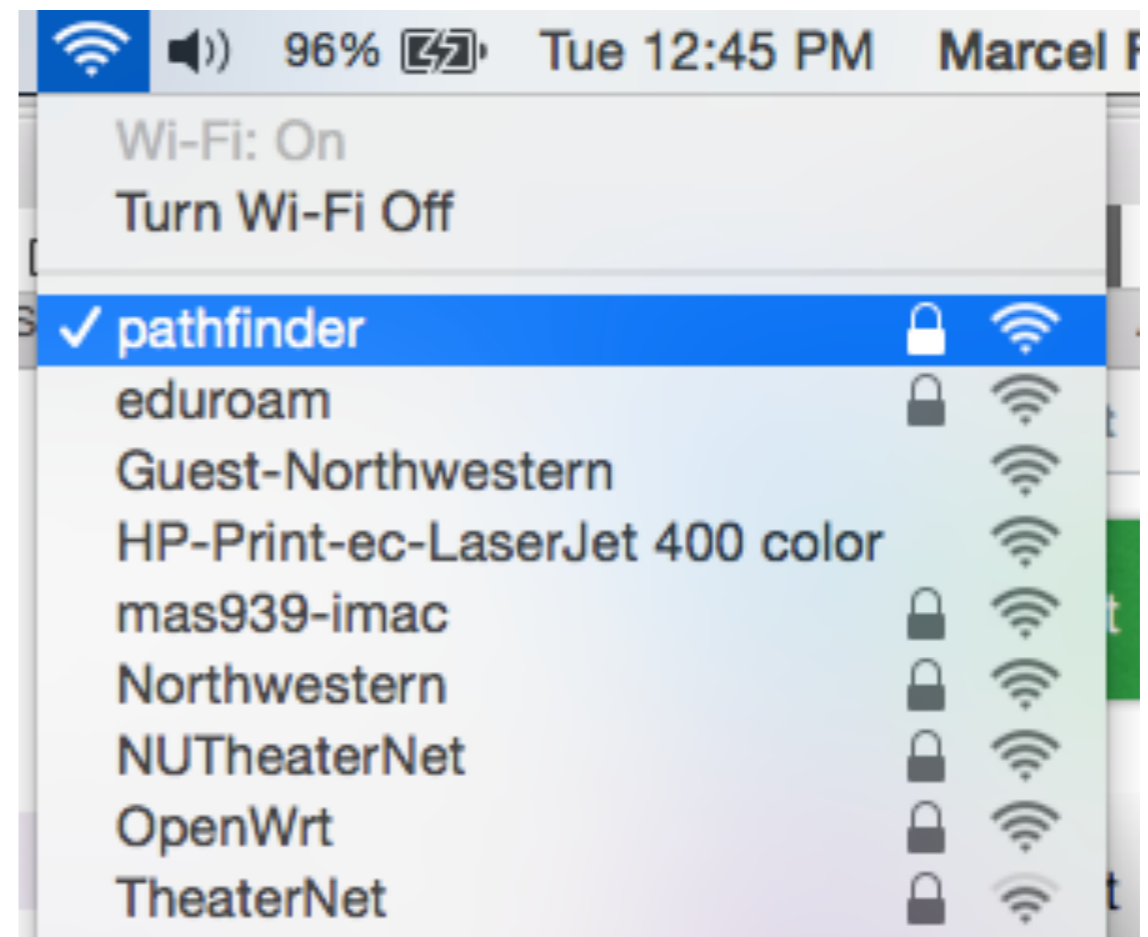 96% Tue 12:45 PM Marcel
Wi-Fi: On
Turn Wi-Fi Off
pathfinder
eduroam
Guest-Northwestern
HP-Print-ec-LaserJet 400 color
mas939-imac
Northwestern
NUTheaterNet
OpenWrt
TheaterNet